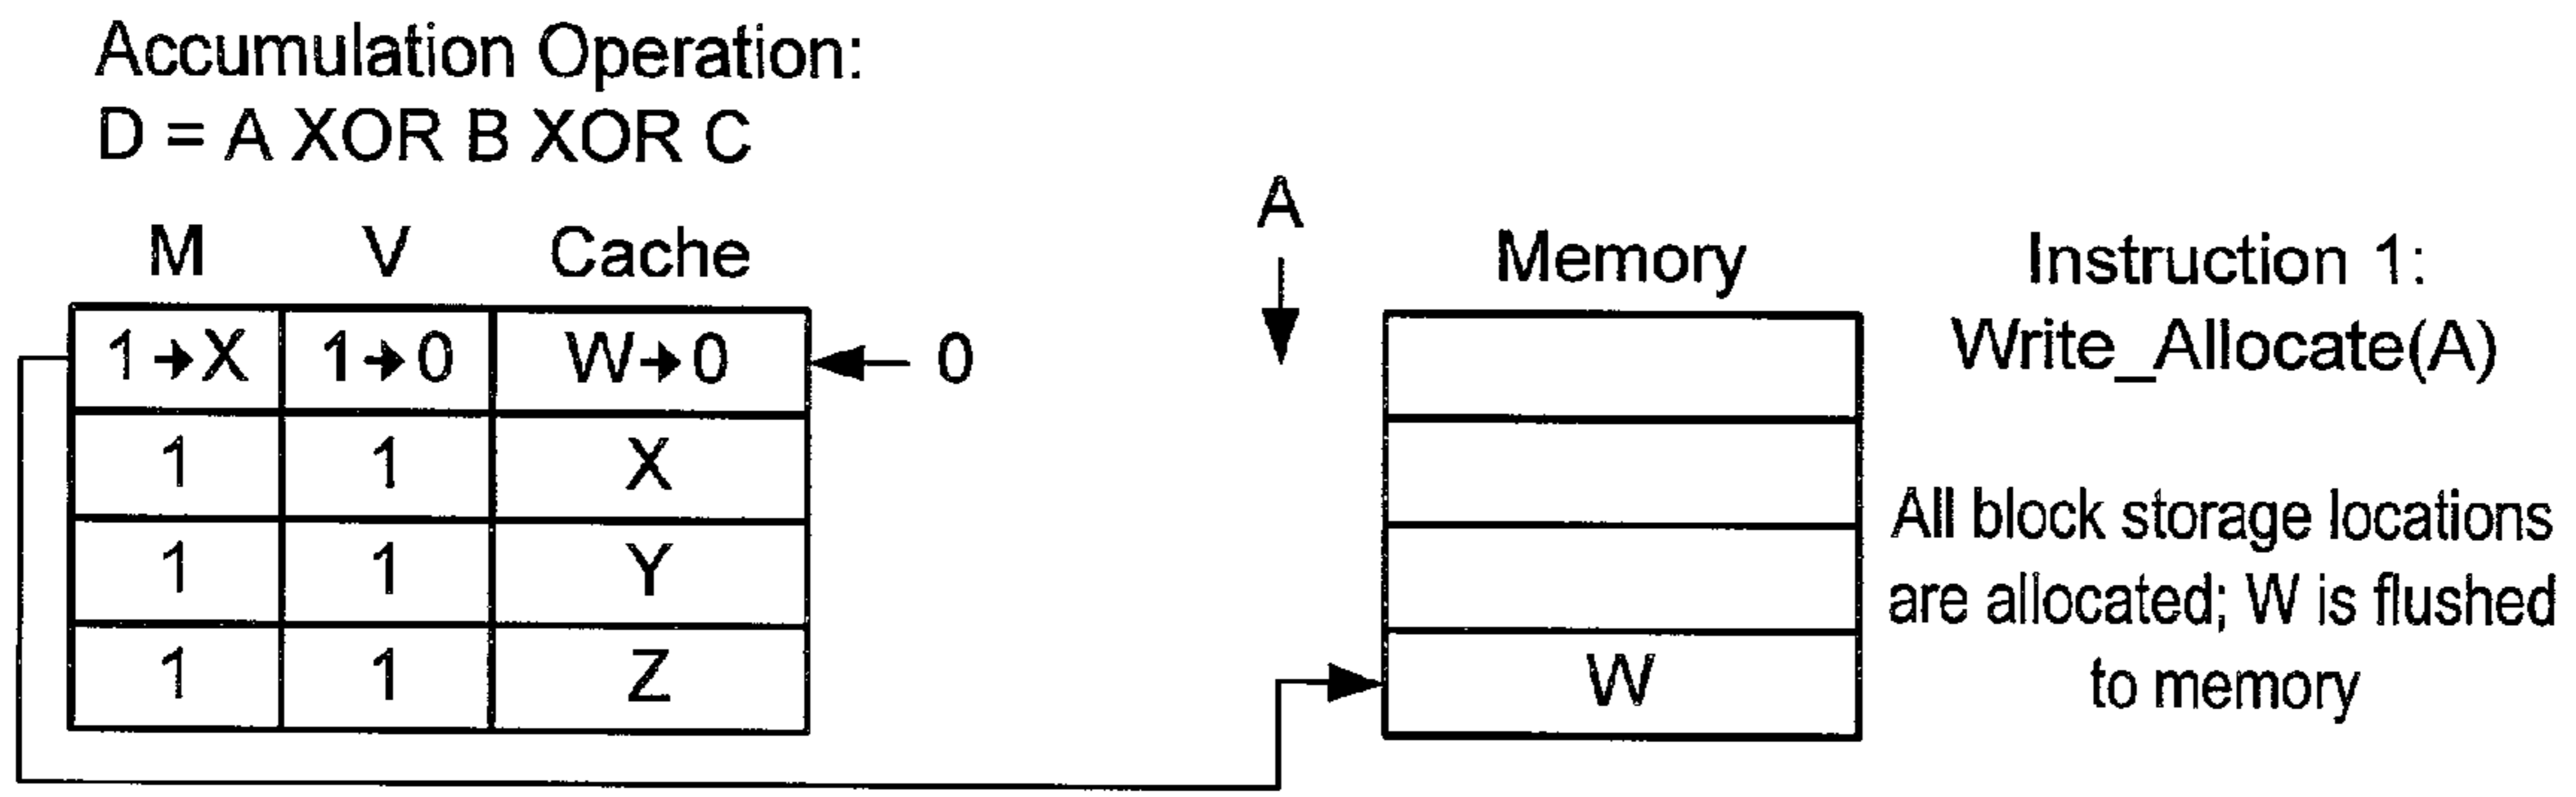 Accumulation Operation:
D = A XOR B XOR C
A
M V Cache
Memory
Instruction 1:
Write_Allocate(A)
1→X 1→0 W→0 0
1 1 X
1 1 Y
1 1 Z
W
All block storage locations
are allocated; W is flushed
to memory